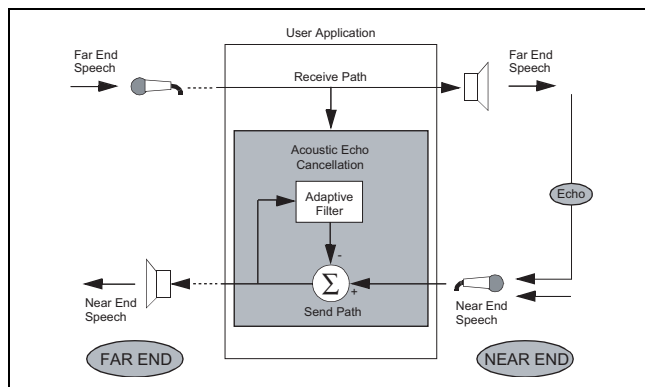 User Application
Far End
Speech
Receive Path
Far End
Speech
Acoustic Echo
Cancellation
Adaptive
Filter
Echo
-
Σ
+
Near End
Speech
Send Path
Near End
Speech
FAR END
NEAR END